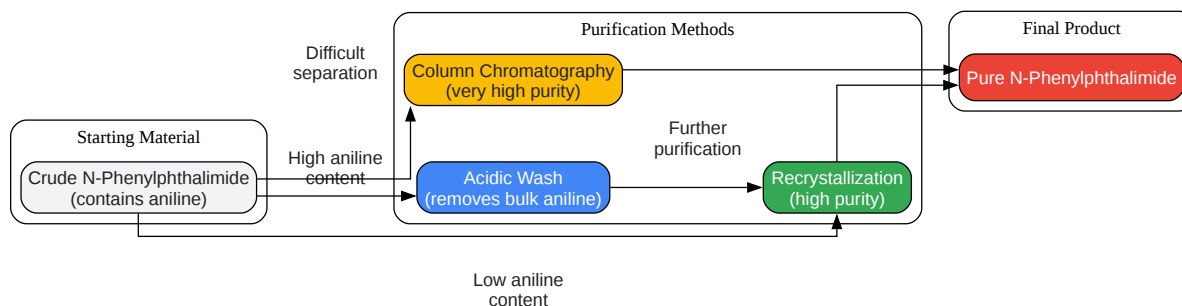 Purification Methods
Final Product
Difficult
separation
Column Chromatography
(very high purity)
Pure N-Phenylphthalimide
Starting Material
High aniline
content
Further
purification
Crude N-Phenylphthalimide
(contains aniline)
Acidic Wash
(removes bulk aniline)
Recrystallization
(high purity)
Low aniline
content